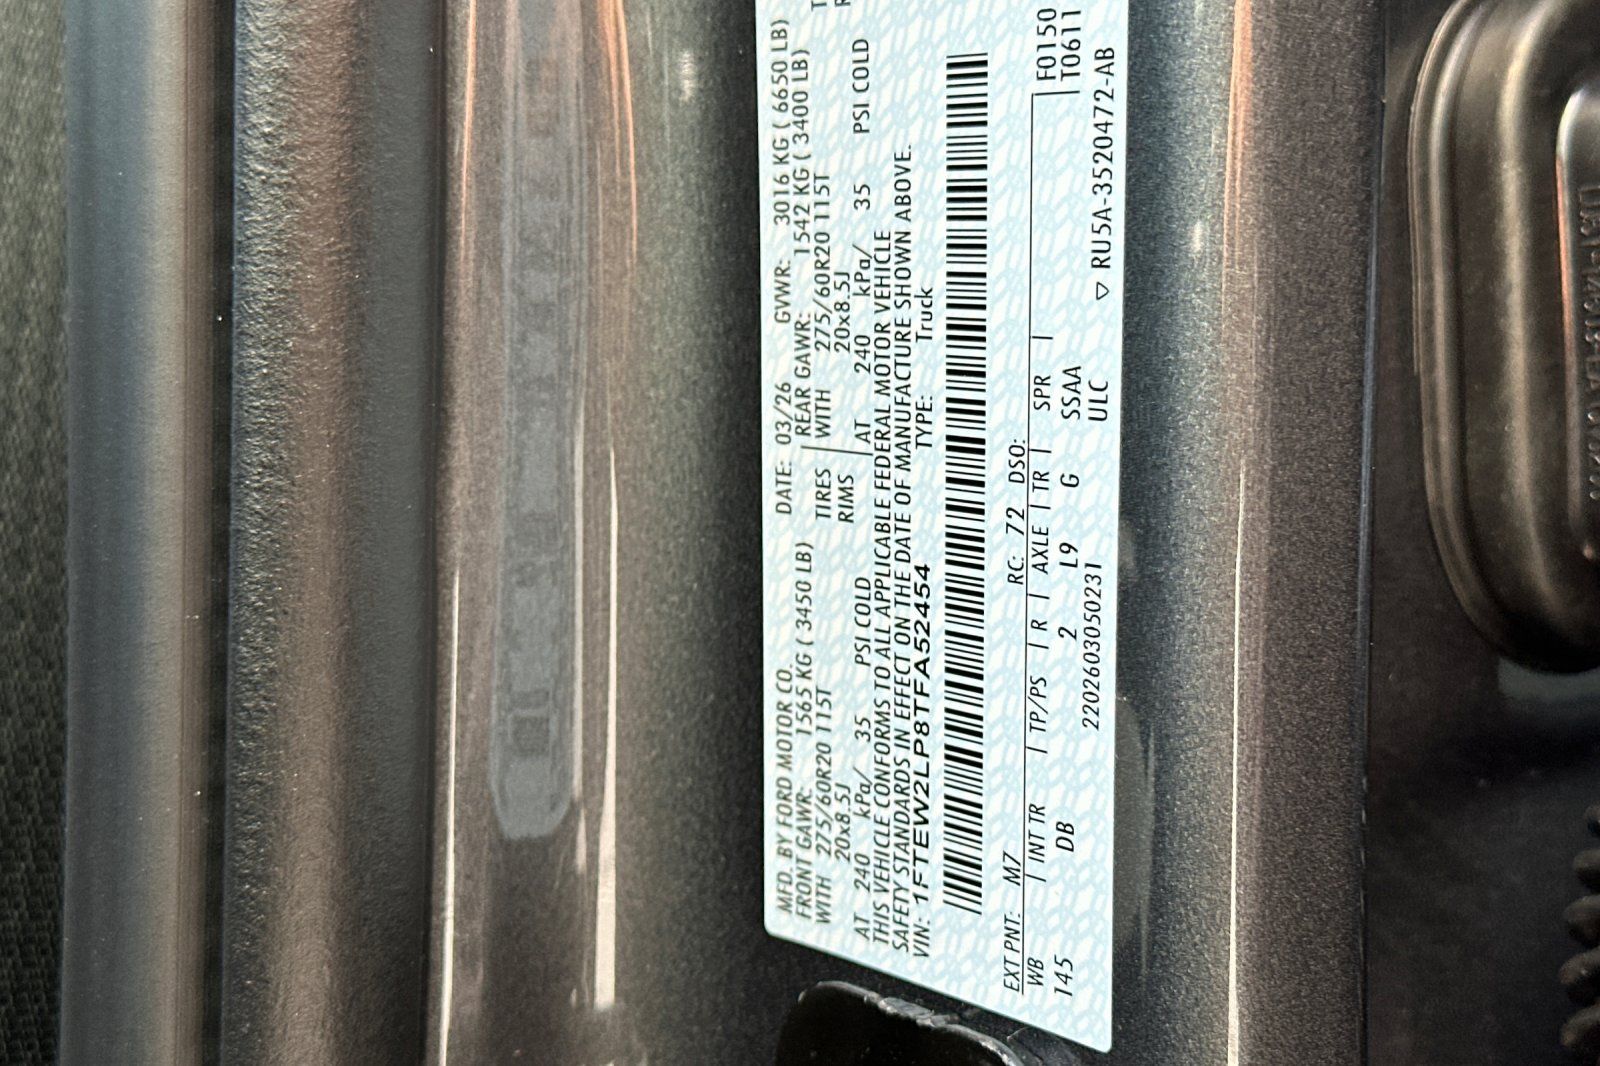 MFD. BY FORD MOTOR CO. DATE: 03/26 GVWR: 3016 KG ( 6650 LB)
FRONT GAWR: 1565 KG ( 3450 LB) REAR GAWR: 1542 KG ( 3400 LB)
WITH 275/60R20 115T TIRES WITH 275/60R20 115T T
20x8.5J RIMS 20x8.5J R
AT 240 kPa/ 35 PSI COLD AT 240 kPa/ 35 PSI COLD
THIS VEHICLE CONFORMS TO ALL APPLICABLE FEDERAL MOTOR VEHICLE
SAFETY STANDARDS IN EFFECT ON THE DATE OF MANUFACTURE SHOWN ABOVE.
VIN: 1FTEW2LP8TFA52454 TYPE: Truck
EXT PNT: M7 RC: 72 DSO:
WB | INT TR | TP/PS | R | AXLE | TR | SPR | F0150
145 DB 2 L9 G SSAA T0611
2202603050231 ULC ▽ RU5A-3520472-AB